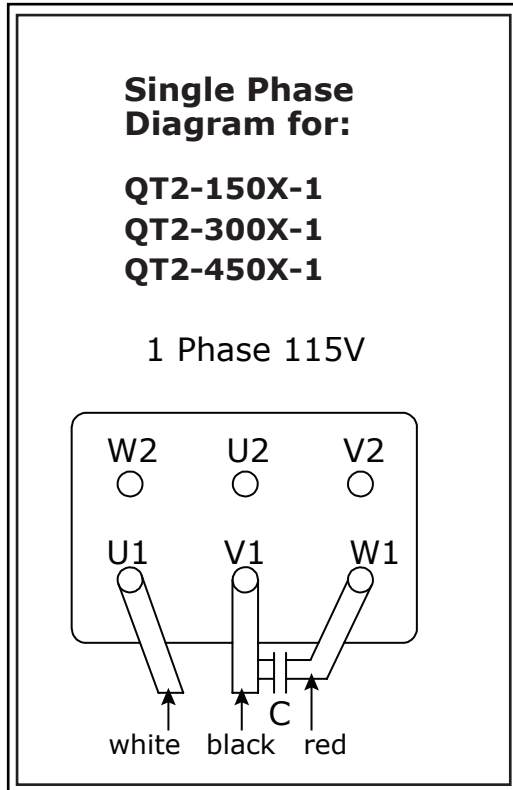 Single Phase
Diagram for:
QT2-150X-1
QT2-300X-1
QT2-450X-1
1 Phase 115V
W2 U2 V2
U1 V1 W1
C
white black red